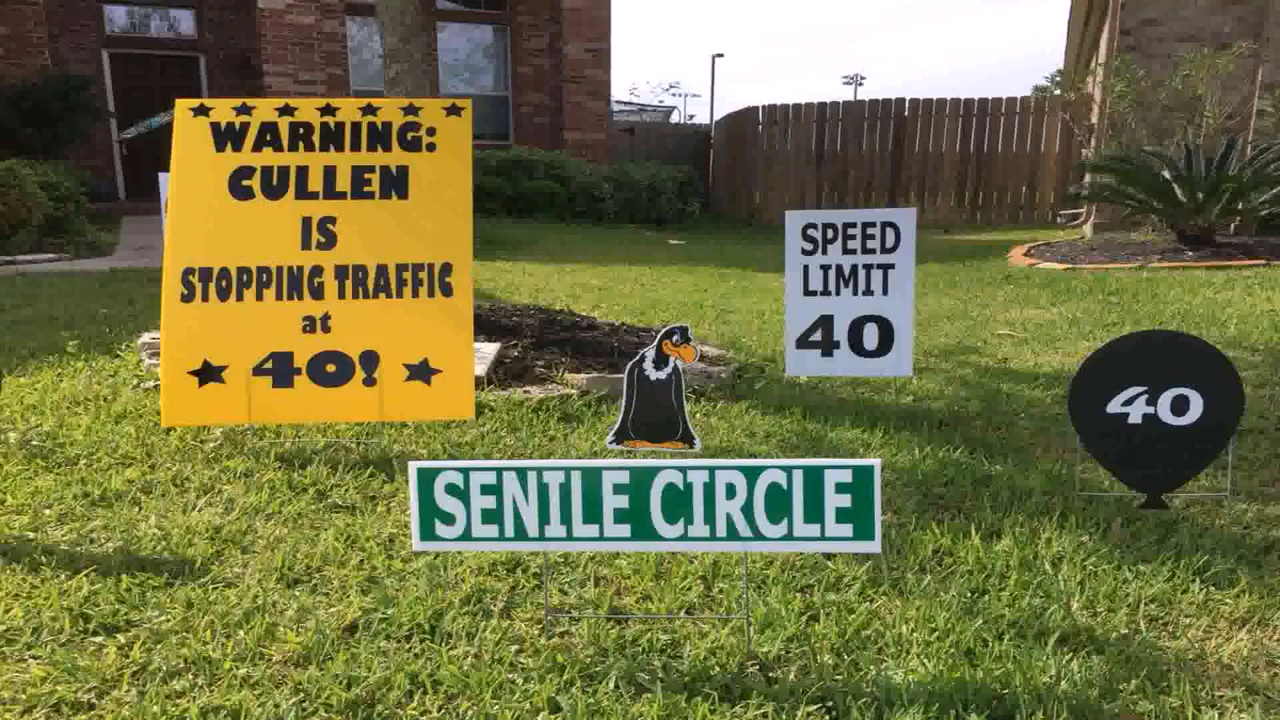 WARNING:
CULLEN
IS
STOPPING TRAFFIC
at
40!
SPEED
LIMIT
40
40
SENILE CIRCLE